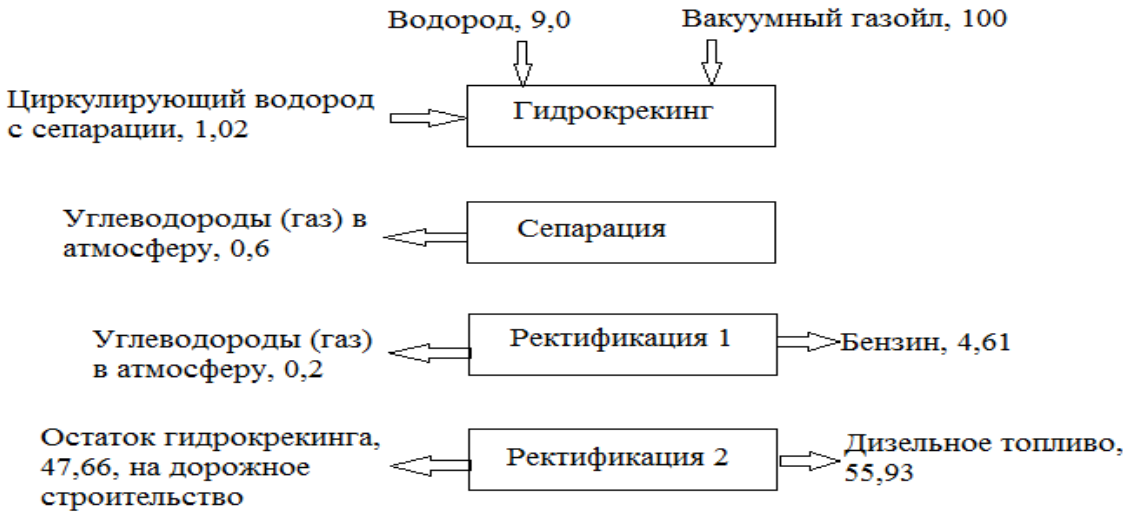 Водород, 9,0
Вакуумный газойл, 100
Циркулирующий водород
с сепарации, 1,02
Гидрокрекинг
Углеводороды (газ) в
атмосферу, 0,6
Сепарация
Углеводороды (газ)
в атмосферу, 0,2
Ректификация 1
Бензин, 4,61
Остаток гидрокрекинга,
47,66, на дорожное
строительство
Ректификация 2
Дизельное топливо,
55,93